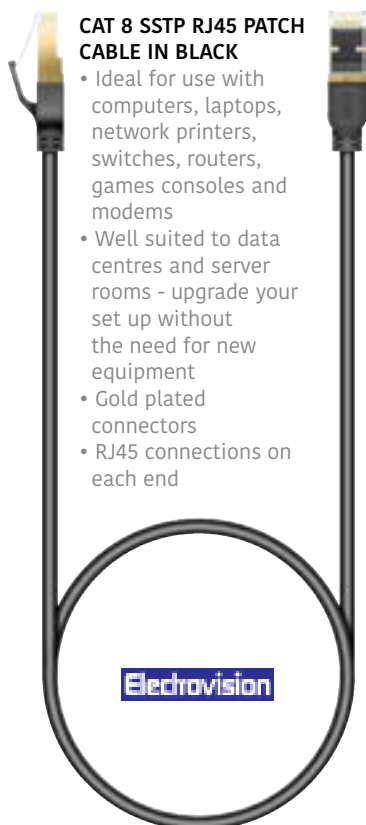 CAT 8 SSTP RJ45 PATCH
CABLE IN BLACK
• Ideal for use with
computers, laptops,
network printers,
switches, routers,
games consoles and
modems
• Well suited to data
centres and server
rooms - upgrade your
set up without
the need for new
equipment
• Gold plated
connectors
• RJ45 connections on
each end
Electrovision